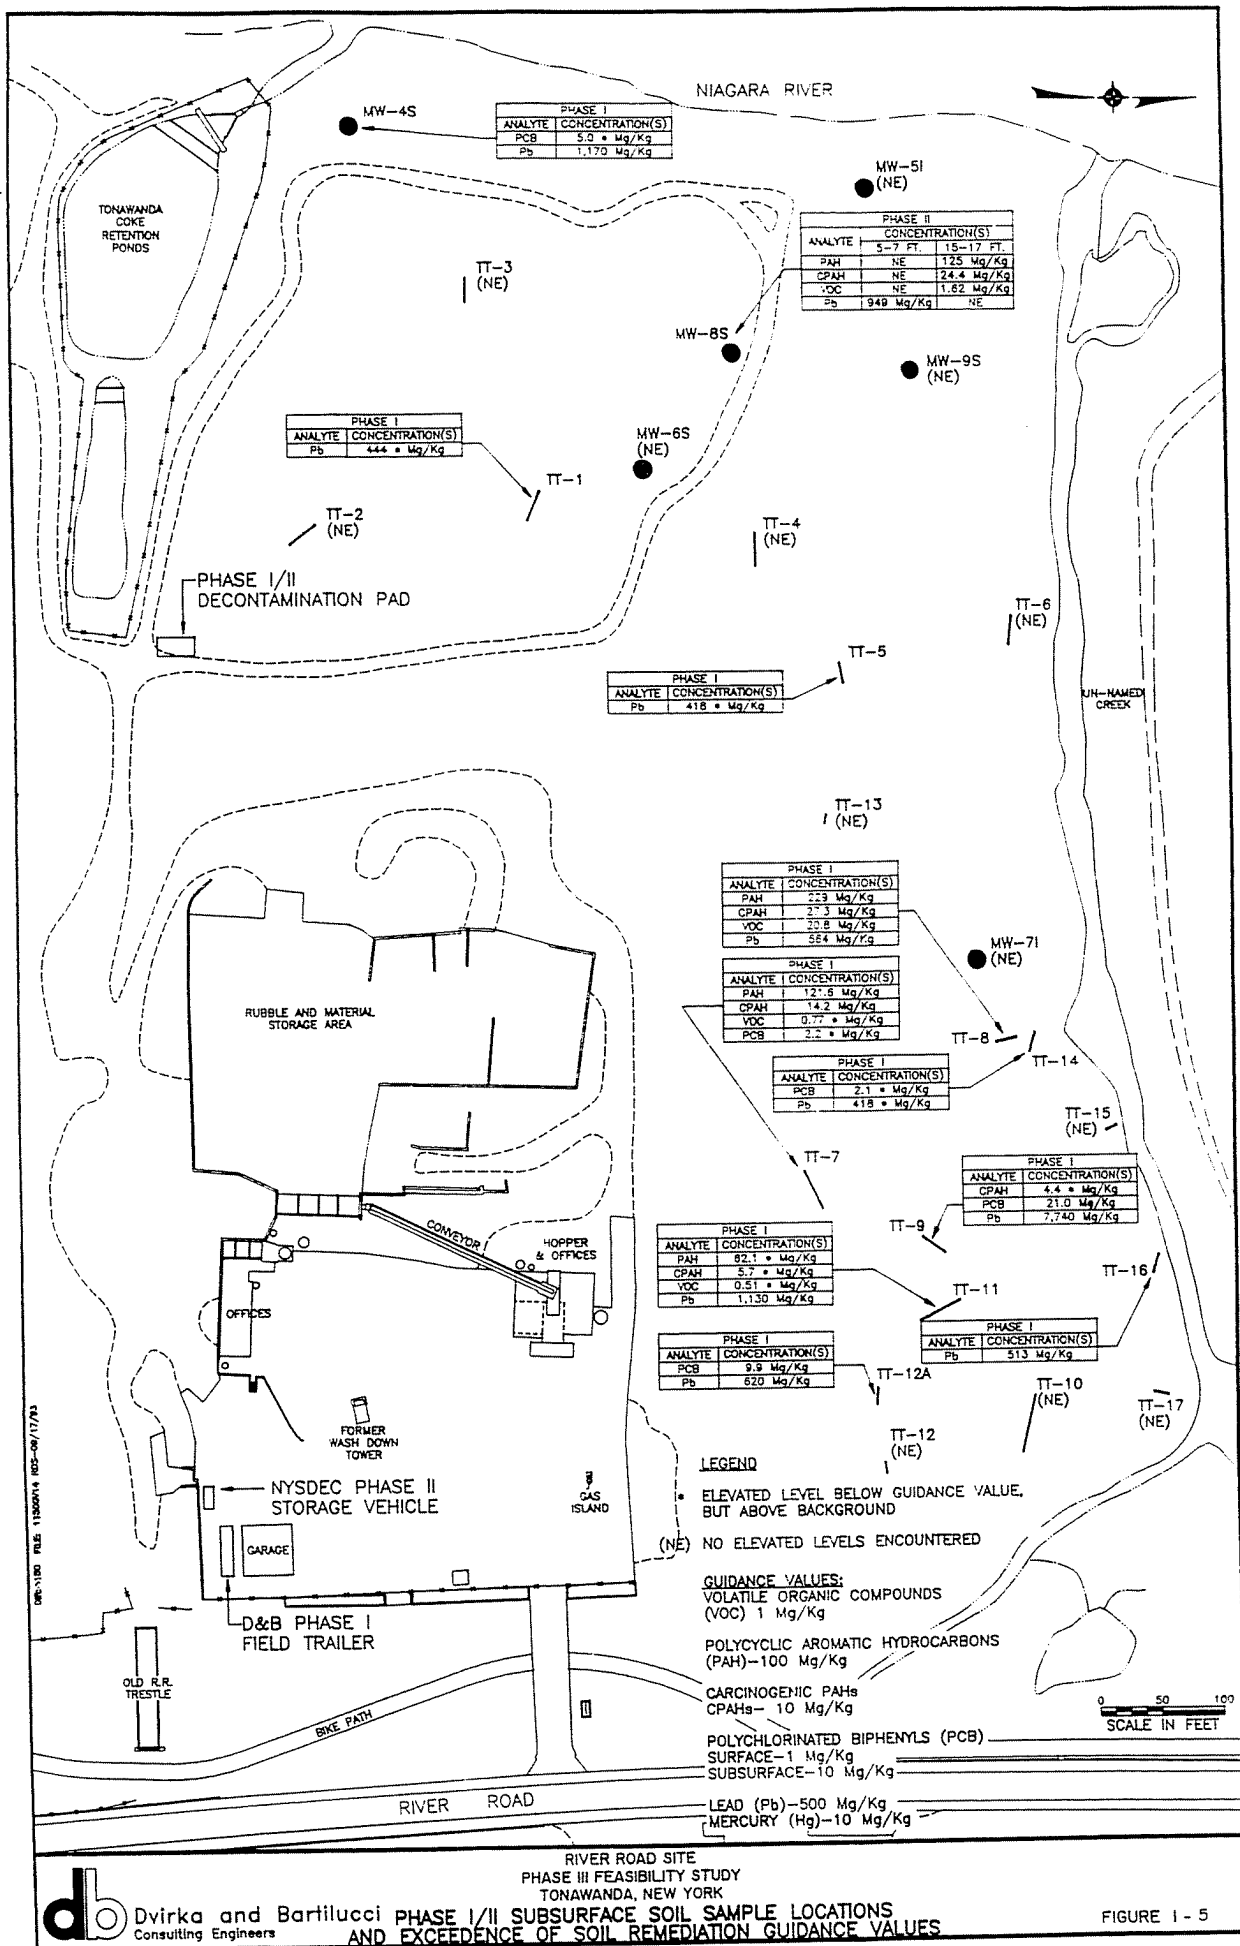 NIAGARA RIVER
MW-4S
PHASE I
ANALYTE CONCENTRATION(S)
PCB 5.0 * Mg/Kg
Pb 1,170 Mg/Kg
MW-5I
(NE)
TONAWANDA
COKE
RETENTION
PONDS
PHASE II
ANALYTE CONCENTRATION(S)
5-7 FT. 15-17 FT.
PAH NE 125 Mg/Kg
CPAH NE 24.4 Mg/Kg
VOC NE 1.62 Mg/Kg
Pb 949 Mg/Kg NE
TT-3
(NE)
MW-8S
MW-9S
(NE)
PHASE I
ANALYTE CONCENTRATION(S)
Pb 444 * Mg/Kg
MW-6S
(NE)
TT-1
TT-2
(NE)
TT-4
(NE)
PHASE I/II
DECONTAMINATION PAD
TT-6
(NE)
TT-5
PHASE I
ANALYTE CONCENTRATION(S)
Pb 418 * Mg/Kg
UN-NAMED
CREEK
TT-13
(NE)
PHASE I
ANALYTE CONCENTRATION(S)
PAH 229 Mg/Kg
CPAH 27.3 Mg/Kg
VOC 20.8 Mg/Kg
Pb 564 Mg/Kg
MW-7I
(NE)
PHASE I
ANALYTE CONCENTRATION(S)
PAH 121.6 Mg/Kg
CPAH 14.2 Mg/Kg
VOC 0.77 * Mg/Kg
PCB 2.2 * Mg/Kg
RUBBLE AND MATERIAL
STORAGE AREA
TT-8
TT-14
PHASE I
ANALYTE CONCENTRATION(S)
PCB 2.1 * Mg/Kg
Pb 418 * Mg/Kg
TT-15
(NE)
TT-7
PHASE I
ANALYTE CONCENTRATION(S)
CPAH 4.4 * Mg/Kg
PCB 21.0 Mg/Kg
Pb 7,740 Mg/Kg
TT-9
CONVEYOR
HOPPER
& OFFICES
PHASE I
ANALYTE CONCENTRATION(S)
PAH 82.1 * Mg/Kg
CPAH 5.7 * Mg/Kg
VOC 0.51 * Mg/Kg
Pb 1,130 Mg/Kg
TT-16
TT-11
OFFICES
PHASE I
ANALYTE CONCENTRATION(S)
Pb 513 Mg/Kg
PHASE I
ANALYTE CONCENTRATION(S)
PCB 9.9 Mg/Kg
Pb 620 Mg/Kg
TT-12A
TT-10
(NE)
TT-17
(NE)
FORMER
WASH DOWN
TOWER
TT-12
(NE)
NYSDEC PHASE II
STORAGE VEHICLE
GAS
ISLAND
LEGEND
* ELEVATED LEVEL BELOW GUIDANCE VALUE,
BUT ABOVE BACKGROUND
(NE) NO ELEVATED LEVELS ENCOUNTERED
GARAGE
GUIDANCE VALUES:
VOLATILE ORGANIC COMPOUNDS
(VOC) 1 Mg/Kg
D&B PHASE I
FIELD TRAILER
POLYCYCLIC AROMATIC HYDROCARBONS
(PAH)-100 Mg/Kg
OLD R.R.
TRESTLE
CARCINOGENIC PAHs
CPAHs- 10 Mg/Kg
BIKE PATH
0 50 100
SCALE IN FEET
POLYCHLORINATED BIPHENYLS (PCB)
SURFACE-1 Mg/Kg
SUBSURFACE-10 Mg/Kg
RIVER ROAD
LEAD (Pb)-500 Mg/Kg
MERCURY (Hg)-10 Mg/Kg
RIVER ROAD SITE
PHASE III FEASIBILITY STUDY
TONAWANDA, NEW YORK
db
Dvirka and Bartilucci
Consulting Engineers
PHASE I/II SUBSURFACE SOIL SAMPLE LOCATIONS
AND EXCEEDENCE OF SOIL REMEDIATION GUIDANCE VALUES
FIGURE 1 - 5